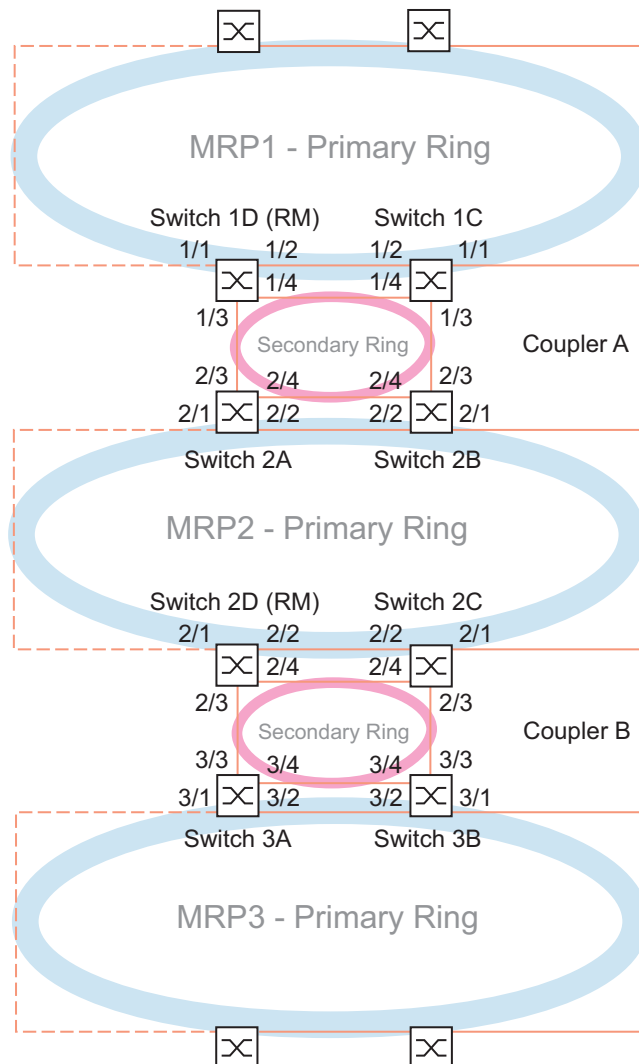 MRP1 - Primary Ring
Switch 1D (RM) Switch 1C
1/1 1/2 1/2 1/1
1/4 1/4
1/3 1/3
Secondary Ring Coupler A
2/3 2/4 2/4 2/3
2/1 2/2 2/2 2/1
Switch 2A Switch 2B
MRP2 - Primary Ring
Switch 2D (RM) Switch 2C
2/1 2/2 2/2 2/1
2/4 2/4
2/3 2/3
Secondary Ring Coupler B
3/3 3/4 3/4 3/3
3/1 3/2 3/2 3/1
Switch 3A Switch 3B
MRP3 - Primary Ring